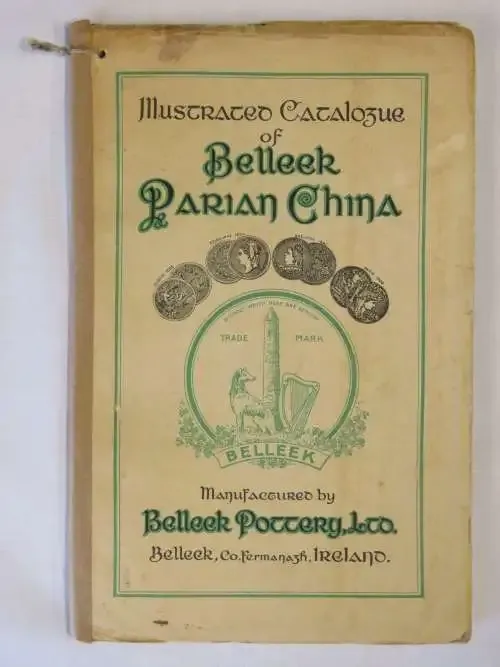 Illustrated Catalogue
of
Belleek
Parian China
TRADE MARK
BELLEEK
Manufactured by
Belleek Pottery, Ltd.
Belleek, Co. Fermanagh, IRELAND.